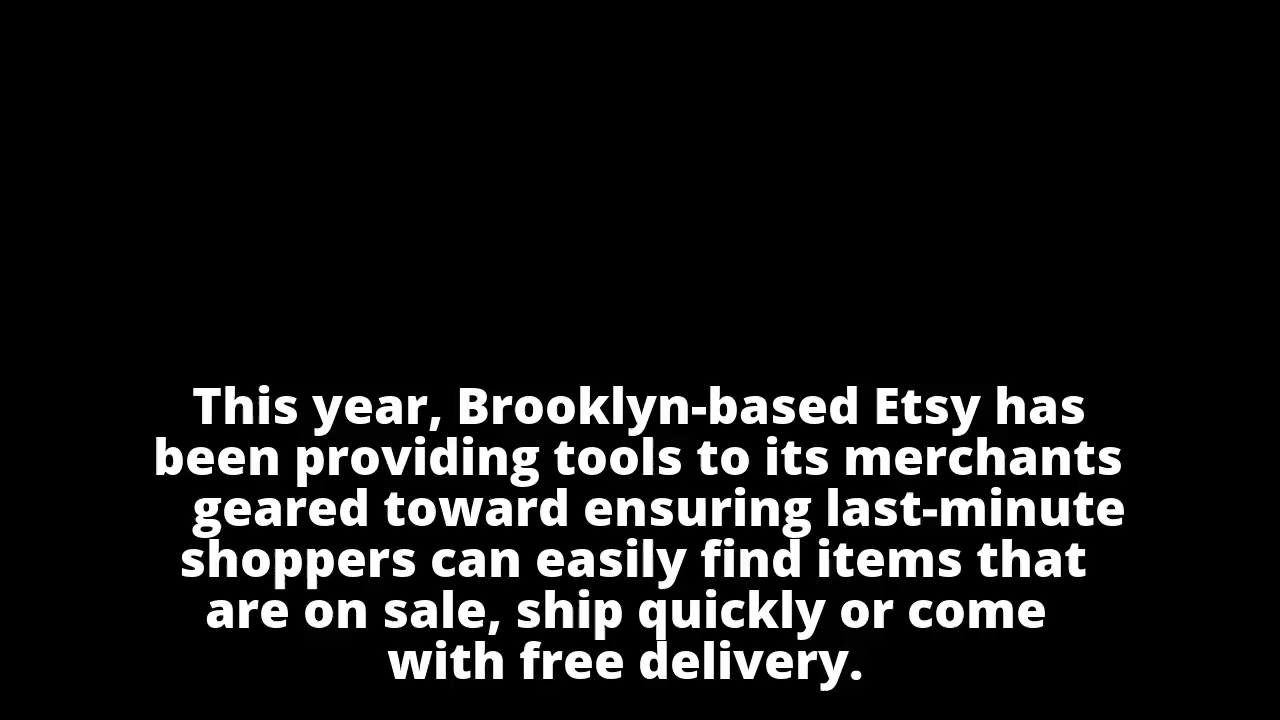 This year, Brooklyn-based Etsy has
been providing tools to its merchants
geared toward ensuring last-minute
shoppers can easily find items that
are on sale, ship quickly or come
with free delivery.